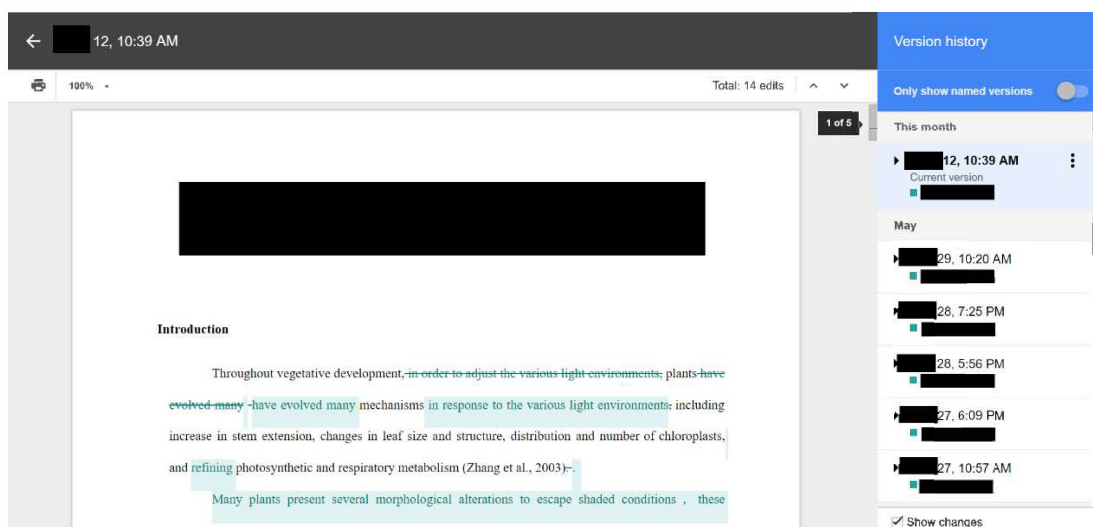 12, 10:39 AM
100%
Total: 14 edits
1 of 5
Introduction
Throughout vegetative development, in order to adjust the various light environments, plants have
evolved many have evolved many mechanisms in response to the various light environments, including
increase in stem extension, changes in leaf size and structure, distribution and number of chloroplasts,
and refining photosynthetic and respiratory metabolism (Zhang et al., 2003). .
Many plants present several morphological alterations to escape shaded conditions , these
Version history
Only show named versions
This month
12, 10:39 AM
Current version
May
29, 10:20 AM
28, 7:25 PM
28, 5:56 PM
27, 6:09 PM
27, 10:57 AM
Show changes